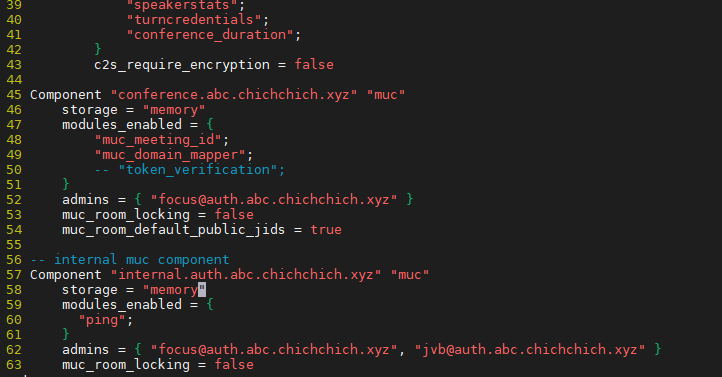 39 "speakerstats";
40 "turncredentials";
41 "conference_duration";
42 }
43 c2s_require_encryption = false
44
45 Component "conference.abc.chichchich.xyz" "muc"
46 storage = "memory"
47 modules_enabled = {
48 "muc_meeting_id";
49 "muc_domain_mapper";
50 -- "token_verification";
51 }
52 admins = { "focus@auth.abc.chichchich.xyz" }
53 muc_room_locking = false
54 muc_room_default_public_jids = true
55
56 -- internal muc component
57 Component "internal.auth.abc.chichchich.xyz" "muc"
58 storage = "memory"
59 modules_enabled = {
60 "ping";
61 }
62 admins = { "focus@auth.abc.chichchich.xyz", "jvb@auth.abc.chichchich.xyz" }
63 muc_room_locking = false